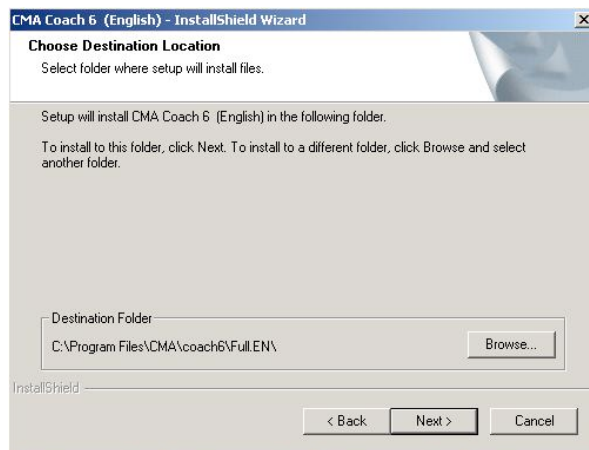 CMA Coach 6 (English) - InstallShield Wizard
Choose Destination Location
Select folder where setup will install files.
Setup will install CMA Coach 6 (English) in the following folder.
To install to this folder, click Next. To install to a different folder, click Browse and select
another folder.
Destination Folder
C:\Program Files\CMA\coach6\Full.EN\
Browse...
InstallShield
< Back
Next >
Cancel